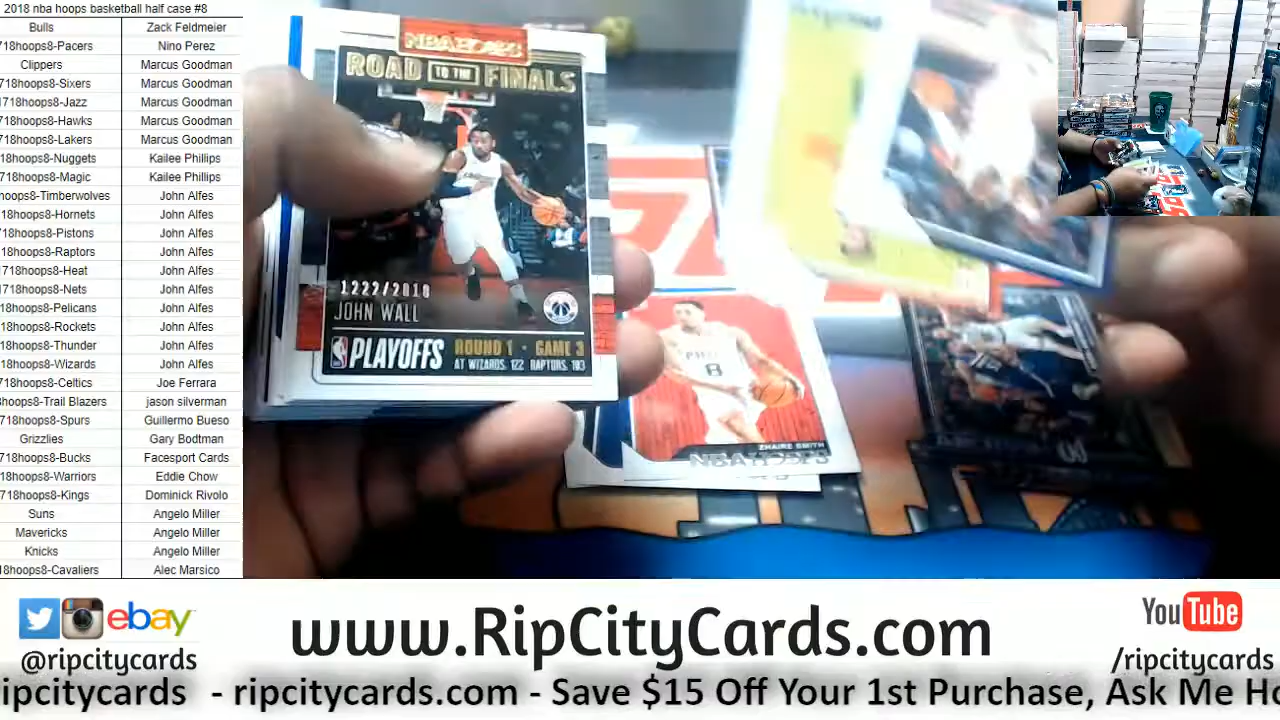 2018 nba hoops basketball half case #8
Bulls Zack Feldmeier
718hoops8-Pacers Nino Perez
Clippers Marcus Goodman
718hoops8-Sixers Marcus Goodman
1718hoops8-Jazz Marcus Goodman
718hoops8-Hawks Marcus Goodman
718hoops8-Lakers Marcus Goodman
18hoops8-Nuggets Kailee Phillips
718hoops8-Magic Kailee Phillips
hoops8-Timberwolves John Alfes
18hoops8-Hornets John Alfes
718hoops8-Pistons John Alfes
18hoops8-Raptors John Alfes
1718hoops8-Heat John Alfes
1718hoops8-Nets John Alfes
18hoops8-Pelicans John Alfes
18hoops8-Rockets John Alfes
18hoops8-Thunder John Alfes
18hoops8-Wizards John Alfes
718hoops8-Celtics Joe Ferrara
hoops8-Trail Blazers jason silverman
718hoops8-Spurs Guillermo Bueso
Grizzlies Gary Bodtman
718hoops8-Bucks Facesport Cards
18hoops8-Warriors Eddie Chow
718hoops8-Kings Dominick Rivolo
Suns Angelo Miller
Mavericks Angelo Miller
Knicks Angelo Miller
18hoops8-Cavaliers Alec Marsico
NBA HOOPS
ROAD TO THE FINALS
1222/2018
JOHN WALL
NBA PLAYOFFS ROUND 1 • GAME 3
AT WIZARDS, 122 RAPTORS, 103
PHILA
8
ZHAIRE SMITH
NBA HOOPS
ebay
@ripcitycards
www.RipCityCards.com
YouTube
/ripcitycards
ipcitycards - ripcitycards.com - Save $15 Off Your 1st Purchase, Ask Me Ho